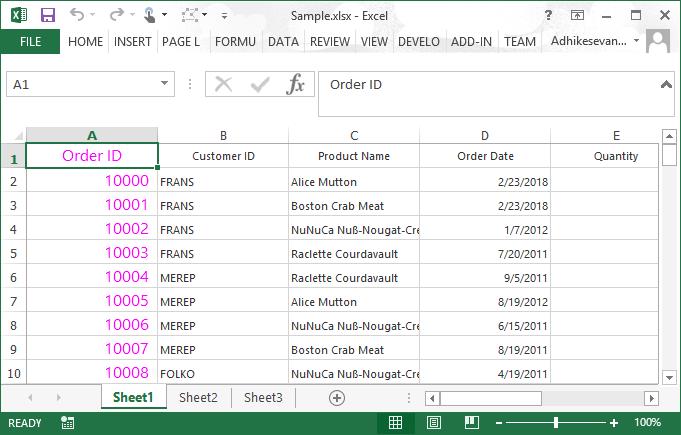 Sample.xlsx - Excel
FILE HOME INSERT PAGE L FORMU DATA REVIEW VIEW DEVELO ADD-IN TEAM Adhikesevan...
A1 fx Order ID
A B C D E
1 Order ID Customer ID Product Name Order Date Quantity
2 10000 FRANS Alice Mutton 2/23/2018
3 10001 FRANS Boston Crab Meat 2/23/2018
4 10002 FRANS NuNuCa Nuß-Nougat-Cre 1/7/2012
5 10003 FRANS Raclette Courdavault 7/20/2011
6 10004 MEREP Raclette Courdavault 9/5/2011
7 10005 MEREP Alice Mutton 8/19/2012
8 10006 MEREP NuNuCa Nuß-Nougat-Cre 6/15/2011
9 10007 MEREP Boston Crab Meat 8/19/2011
10 10008 FOLKO NuNuCa Nuß-Nougat-Cre 4/19/2011
Sheet1 Sheet2 Sheet3
READY 100%